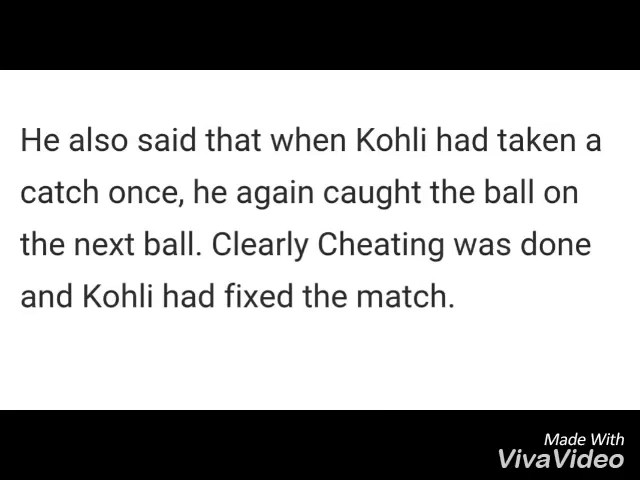 He also said that when Kohli had taken a
catch once, he again caught the ball on
the next ball. Clearly Cheating was done
and Kohli had fixed the match.
Made With
VivaVideo